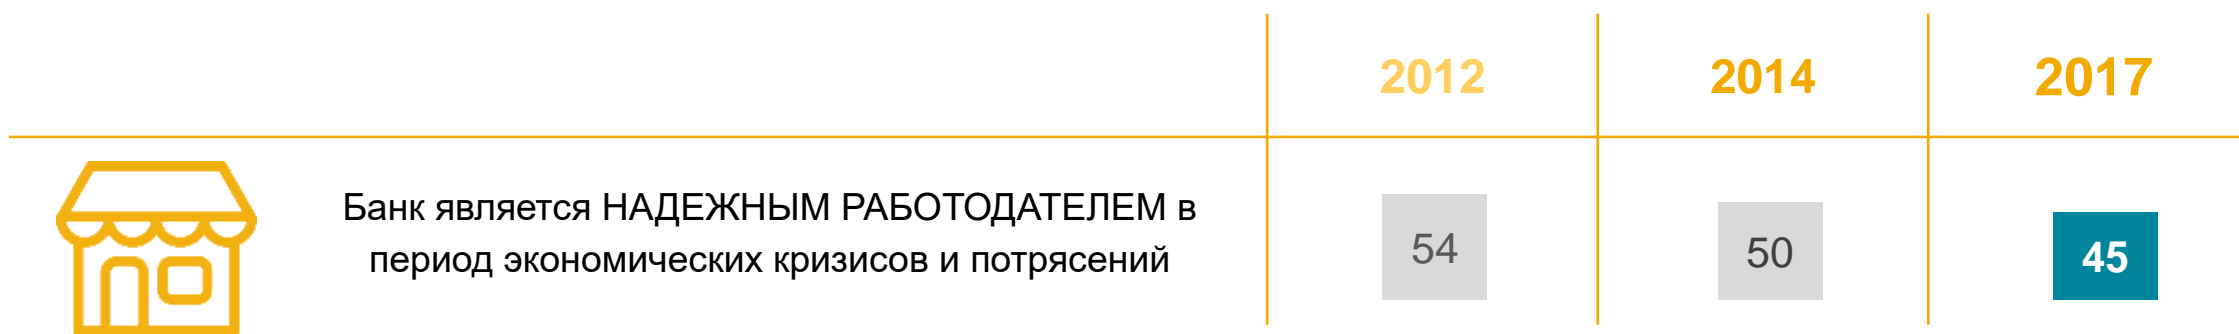 2012 2014 2017
Банк является НАДЕЖНЫМ РАБОТОДАТЕЛЕМ в
период экономических кризисов и потрясений
54 50 45